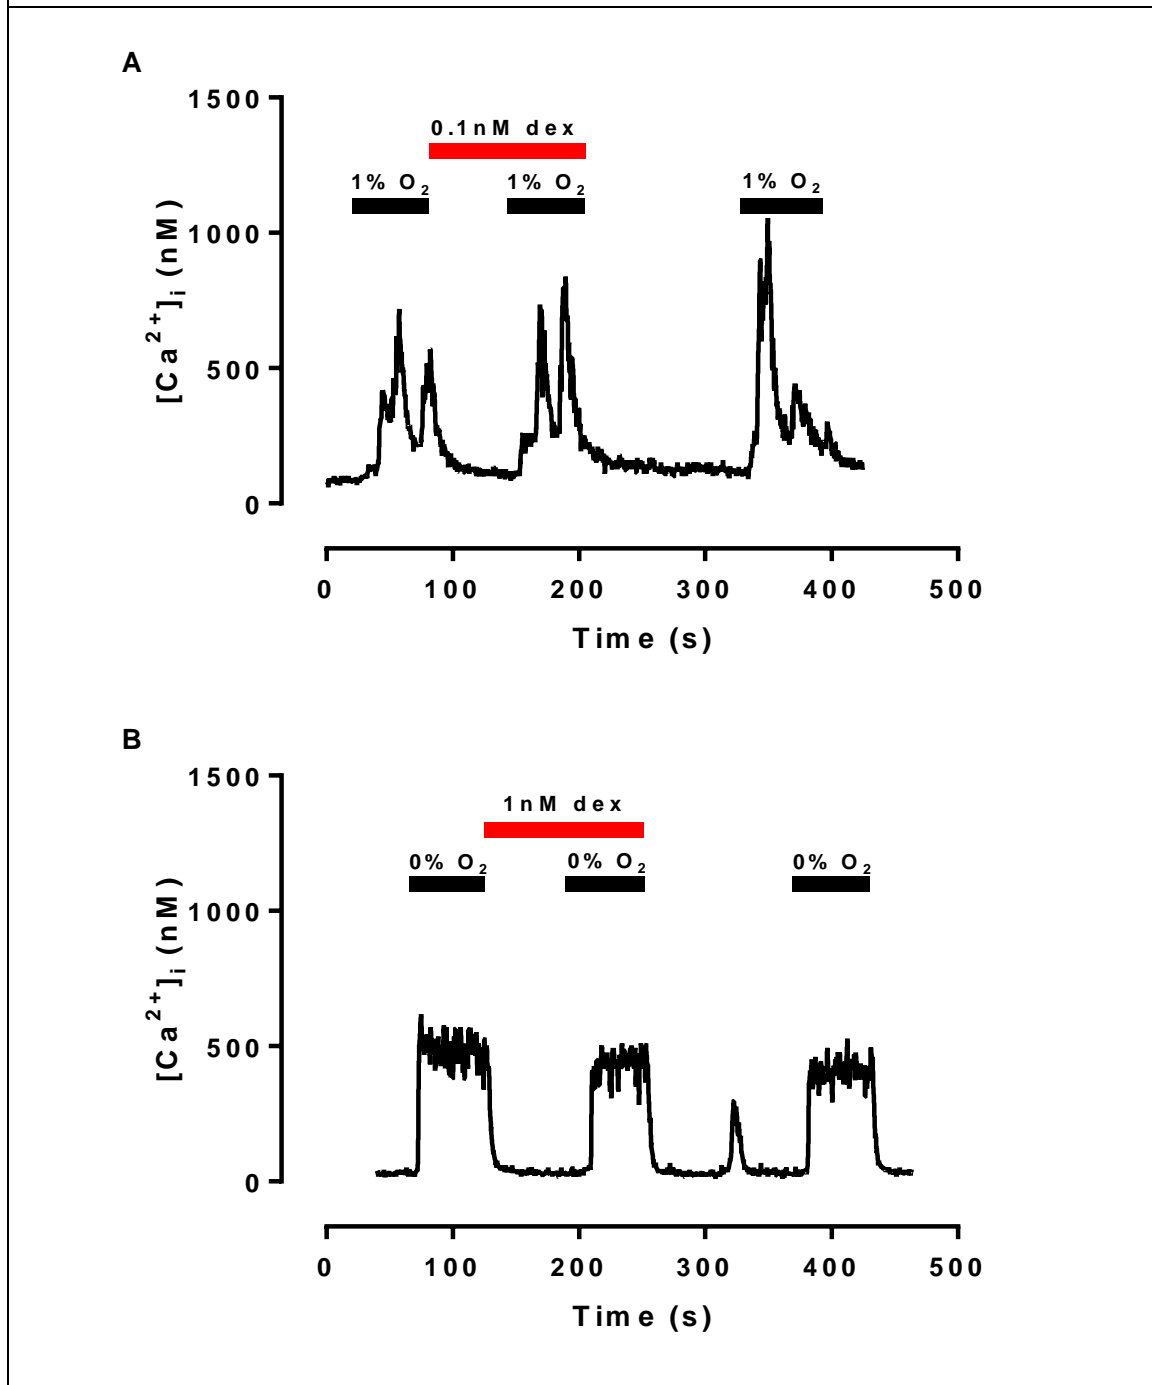 A
1500
0.1nM dex
1% O2 1% O2 1% O2
1000
[Ca2+]i (nM)
500
0
0 100 200 300 400 500
Time (s)
B
1500
1nM dex
0% O2 0% O2 0% O2
1000
[Ca2+]i (nM)
500
0
0 100 200 300 400 500
Time (s)